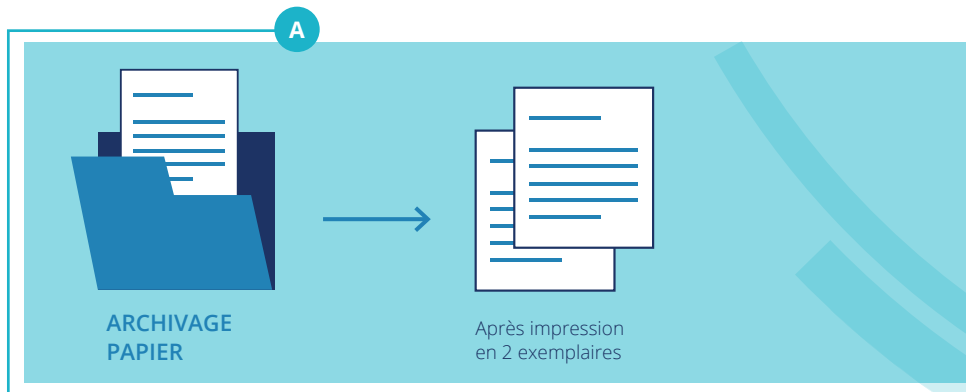 A
ARCHIVAGE
PAPIER
Après impression
en 2 exemplaires